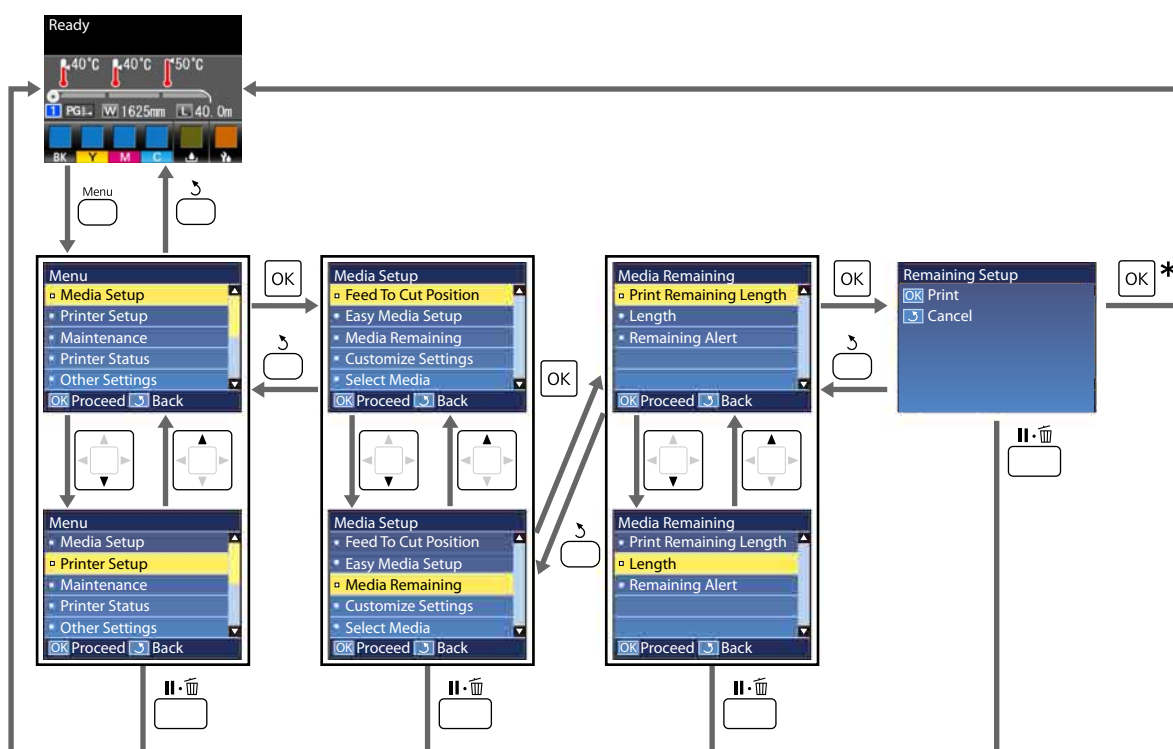 Ready
40°C 40°C 50°C
1 PG W 1625mm L 40.0m
BK Y M C
Menu
Menu
Media Setup
Printer Setup
Maintenance
Printer Status
Other Settings
OK Proceed Back
OK
Media Setup
Feed To Cut Position
Easy Media Setup
Media Remaining
Customize Settings
Select Media
OK Proceed Back
OK
Media Remaining
Print Remaining Length
Length
Remaining Alert
OK Proceed Back
OK
Remaining Setup
OK Print
Cancel
OK *
Menu
Media Setup
Printer Setup
Maintenance
Printer Status
Other Settings
OK Proceed Back
Media Setup
Feed To Cut Position
Easy Media Setup
Media Remaining
Customize Settings
Select Media
OK Proceed Back
Media Remaining
Print Remaining Length
Length
Remaining Alert
OK Proceed Back